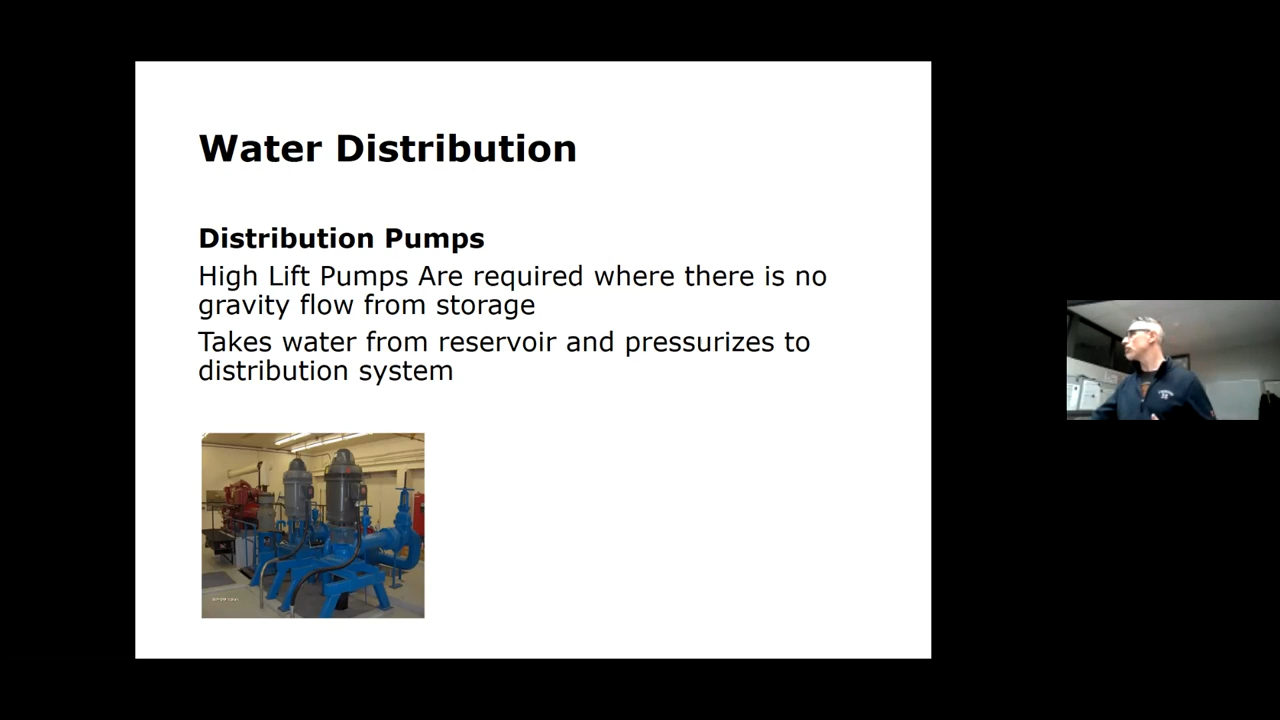 Water Distribution
Distribution Pumps
High Lift Pumps Are required where there is no
gravity flow from storage
Takes water from reservoir and pressurizes to
distribution system